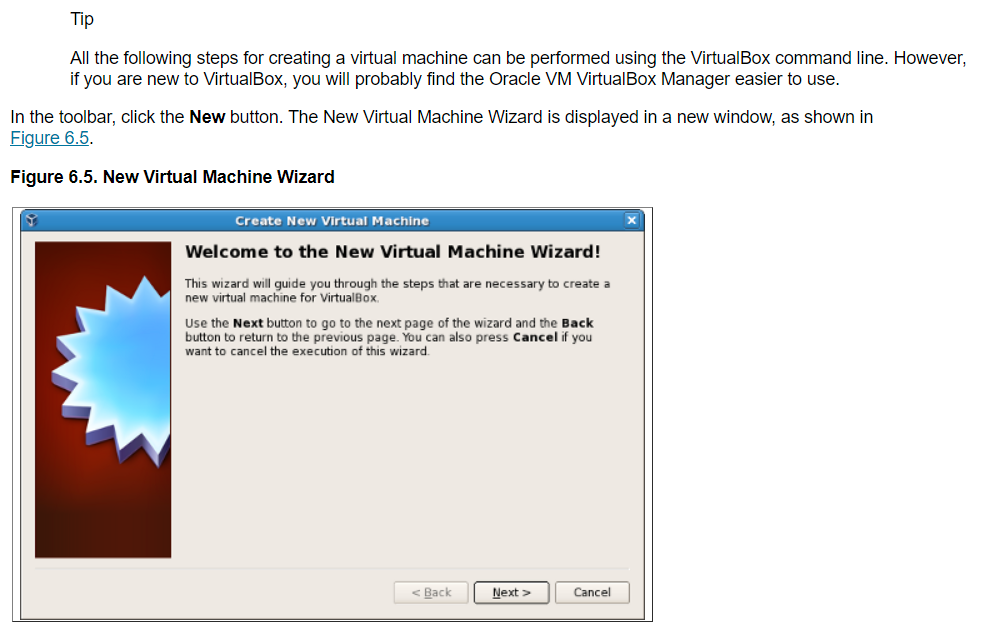 Tip
All the following steps for creating a virtual machine can be performed using the VirtualBox command line. However,
if you are new to VirtualBox, you will probably find the Oracle VM VirtualBox Manager easier to use.
In the toolbar, click the New button. The New Virtual Machine Wizard is displayed in a new window, as shown in
Figure 6.5.
Figure 6.5. New Virtual Machine Wizard
Create New Virtual Machine
Welcome to the New Virtual Machine Wizard!
This wizard will guide you through the steps that are necessary to create a
new virtual machine for VirtualBox.
Use the Next button to go to the next page of the wizard and the Back
button to return to the previous page. You can also press Cancel if you
want to cancel the execution of this wizard.
< Back Next > Cancel